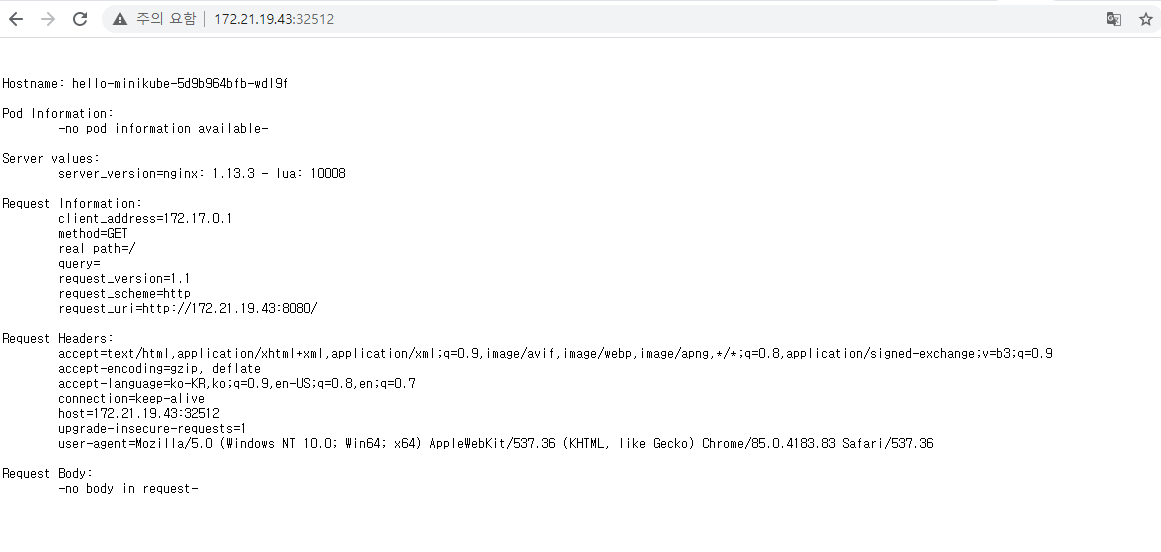 주의 요함 | 172.21.19.43:32512
Hostname: hello-minikube-5d9b964bfb-wdl9f
Pod Information:
-no pod information available-
Server values:
server_version=nginx: 1.13.3 - lua: 10008
Request Information:
client_address=172.17.0.1
method=GET
real path=/
query=
request_version=1.1
request_scheme=http
request_uri=http://172.21.19.43:8080/
Request Headers:
accept=text/html,application/xhtml+xml,application/xml;q=0.9,image/avif,image/webp,image/apng,*/*;q=0.8,application/signed-exchange;v=b3;q=0.9
accept-encoding=gzip, deflate
accept-language=ko-KR,ko;q=0.9,en-US;q=0.8,en;q=0.7
connection=keep-alive
host=172.21.19.43:32512
upgrade-insecure-requests=1
user-agent=Mozilla/5.0 (Windows NT 10.0; Win64; x64) AppleWebKit/537.36 (KHTML, like Gecko) Chrome/85.0.4183.83 Safari/537.36
Request Body:
-no body in request-